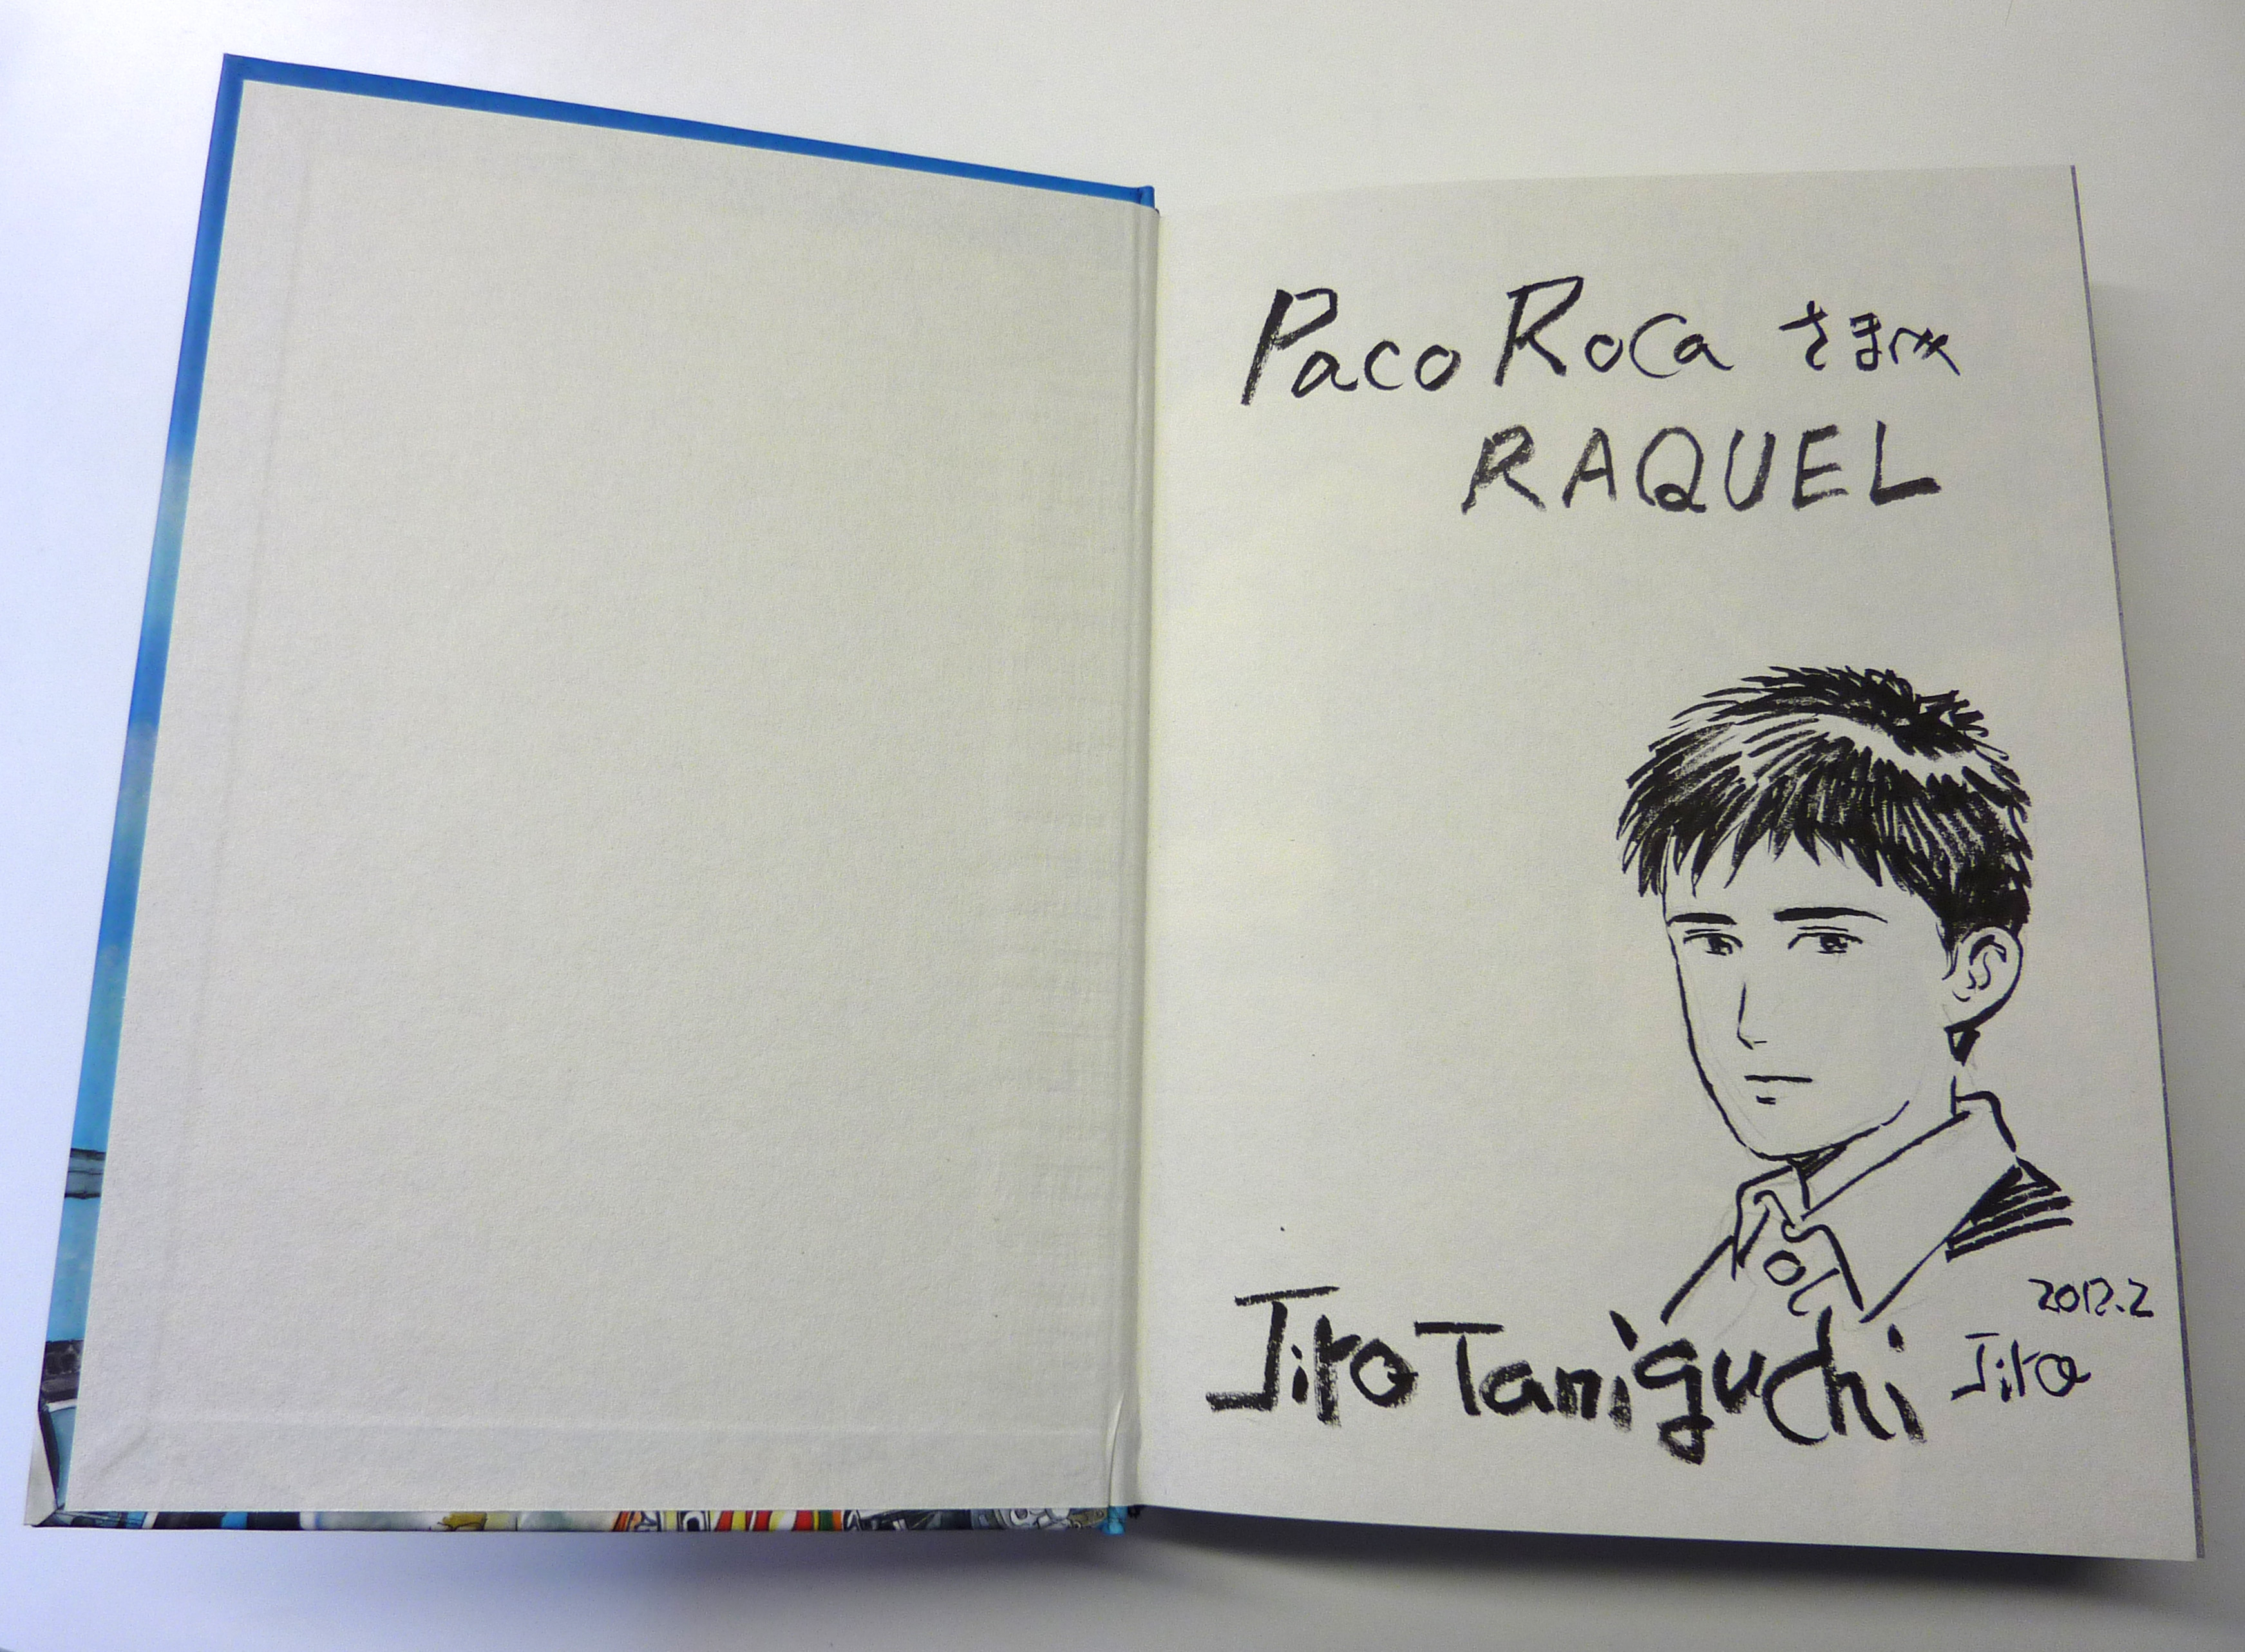 Paco Roca さま
RAQUEL
2012.2
Jiro Taniguchi
Jiro